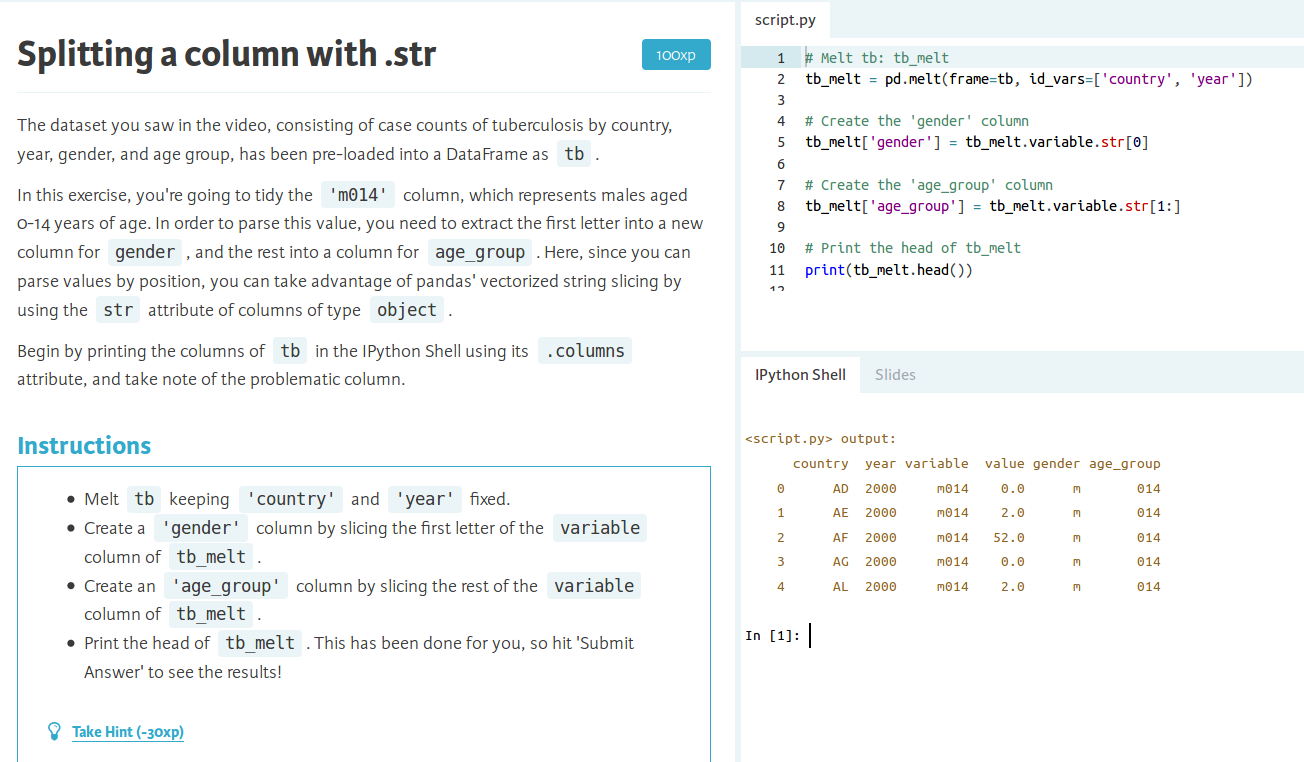 Splitting a column with .str
100xp
The dataset you saw in the video, consisting of case counts of tuberculosis by country,
year, gender, and age group, has been pre-loaded into a DataFrame as tb .
In this exercise, you're going to tidy the 'm014' column, which represents males aged
0-14 years of age. In order to parse this value, you need to extract the first letter into a new
column for gender , and the rest into a column for age_group . Here, since you can
parse values by position, you can take advantage of pandas' vectorized string slicing by
using the str attribute of columns of type object .
Begin by printing the columns of tb in the IPython Shell using its .columns
attribute, and take note of the problematic column.
Instructions
● Melt tb keeping 'country' and 'year' fixed.
● Create a 'gender' column by slicing the first letter of the variable
column of tb_melt .
● Create an 'age_group' column by slicing the rest of the variable
column of tb_melt .
● Print the head of tb_melt . This has been done for you, so hit 'Submit
Answer' to see the results!
Take Hint (-30xp)
script.py
1 # Melt tb: tb_melt
2 tb_melt = pd.melt(frame=tb, id_vars=['country', 'year'])
3
4 # Create the 'gender' column
5 tb_melt['gender'] = tb_melt.variable.str[0]
6
7 # Create the 'age_group' column
8 tb_melt['age_group'] = tb_melt.variable.str[1:]
9
10 # Print the head of tb_melt
11 print(tb_melt.head())
12
IPython Shell Slides
<script.py> output:
country year variable value gender age_group
0 AD 2000 m014 0.0 m 014
1 AE 2000 m014 2.0 m 014
2 AF 2000 m014 52.0 m 014
3 AG 2000 m014 0.0 m 014
4 AL 2000 m014 2.0 m 014
In [1]: